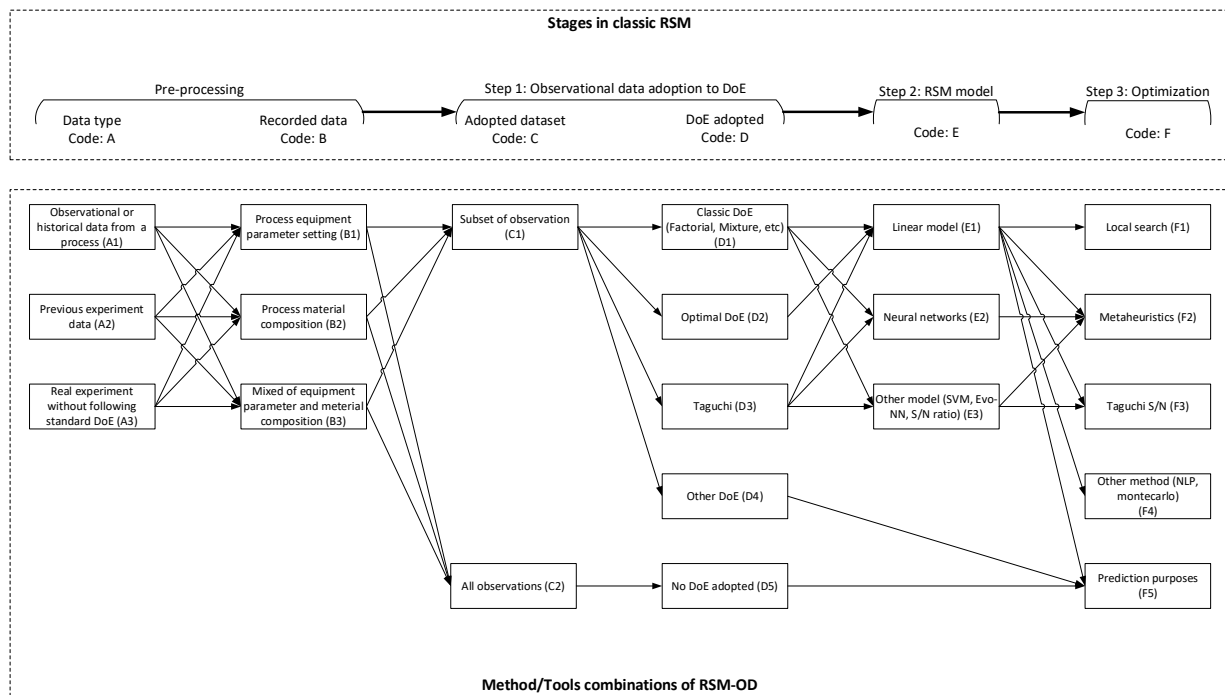 Stages in classic RSM
Pre-processing
Step 1: Observational data adoption to DoE
Step 2: RSM model
Step 3: Optimization
Data type
Code: A
Recorded data
Code: B
Adopted dataset
Code: C
DoE adopted
Code: D
Code: E
Code: F
Observational or
historical data from a
process (A1)
Process equipment
parameter setting (B1)
Subset of observation
(C1)
Classic DoE
(Factorial, Mixture, etc)
(D1)
Linear model (E1)
Local search (F1)
Previous experiment
data (A2)
Process material
composition (B2)
Optimal DoE (D2)
Neural networks (E2)
Metaheuristics (F2)
Real experiment
without following
standard DoE (A3)
Mixed of equipment
parameter and meterial
composition (B3)
Taguchi (D3)
Other model (SVM, Evo-
NN, S/N ratio) (E3)
Taguchi S/N (F3)
Other DoE (D4)
Other method (NLP,
montecarlo)
(F4)
All observations (C2)
No DoE adopted (D5)
Prediction purposes
(F5)
Method/Tools combinations of RSM-OD